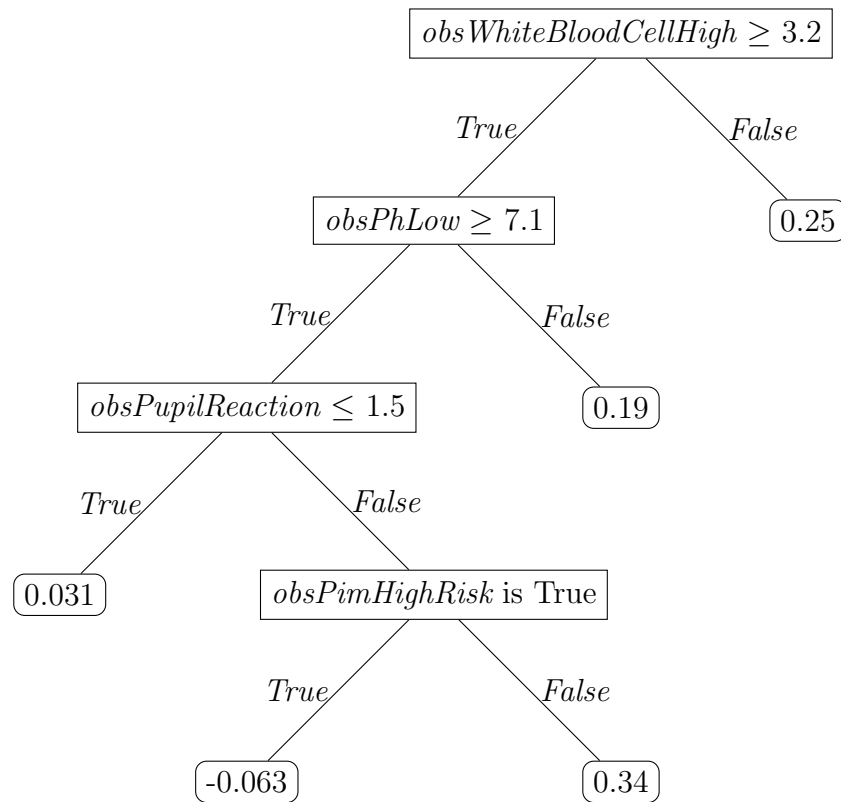 obsWhiteBloodCellHigh ≥ 3.2
True
False
obsPhLow ≥ 7.1
0.25
True
False
obsPupilReaction ≤ 1.5
0.19
True
False
0.031
obsPimHighRisk is True
True
False
-0.063
0.34